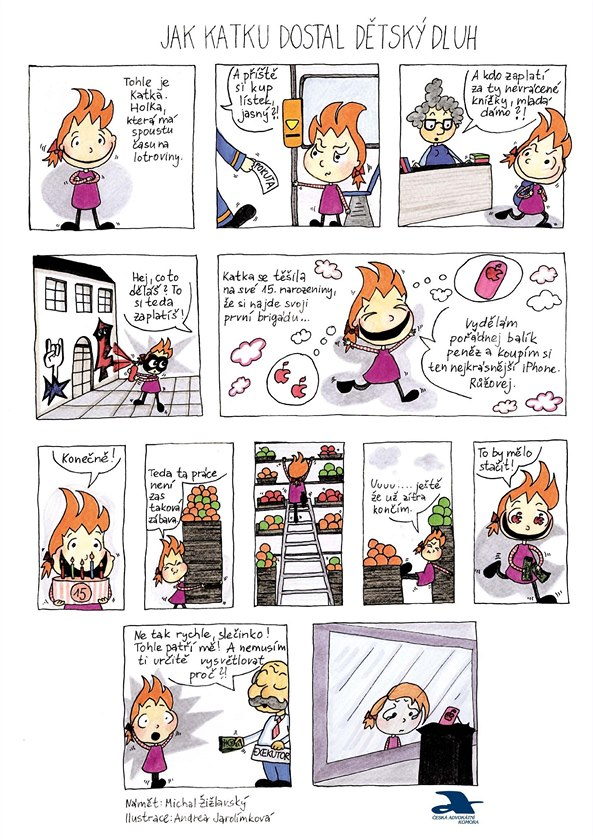 JAK KATKU DOSTAL DĚTSKÝ DLUH
Tohle je
Katka.
Holka,
která má
spoustu
času na
lotroviny.
A příště
si kup
lístek,
jasný?!
POKUTA
A kdo zaplatí
za ty nevrácené
knížky, mladá
dámo?!
Hej, co to
děláš? To
si teda
zaplatíš!
Katka se těšila
na své 15. narozeniny,
že si najde svoji
první brigádu...
Vydělám
pořádnej balík
peněz a koupím si
ten nejkrásnější iPhone.
Růžovej.
Konečně!
15
Teda ta práce
není
zas
taková
zábava.
Uuuu.... ještě
že už zítra
končím.
To by mělo
stačit!
Ne tak rychle, slečinko!
Tohle patří mě! A nemusím
ti určitě vysvětlovat
proč?!
EXEKUTOR
Námět: Michal Žižlavský
Ilustrace: Andrea Jarolímková
ČESKÁ ADVOKÁTNÍ
KOMORA